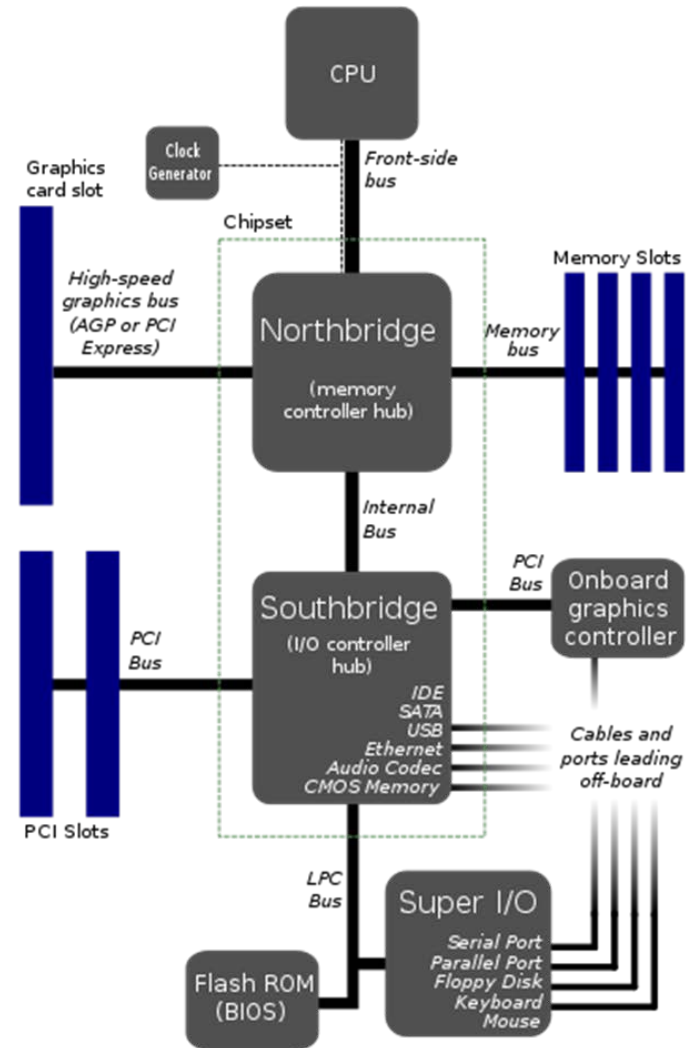 CPU
Clock
Generator
Front-side
bus
Graphics
card slot
Chipset
High-speed
graphics bus
(AGP or PCI
Express)
Northbridge
(memory
controller hub)
Memory
bus
Memory Slots
Internal
Bus
Southbridge
(I/O controller
hub)
IDE
SATA
USB
Ethernet
Audio Codec
CMOS Memory
PCI
Bus
Onboard
graphics
controller
PCI
Bus
PCI Slots
Cables and
ports leading
off-board
LPC
Bus
Super I/O
Serial Port
Parallel Port
Floppy Disk
Keyboard
Mouse
Flash ROM
(BIOS)